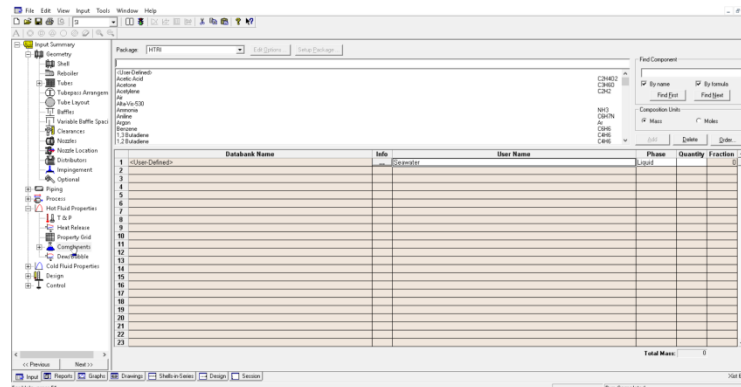 File Edit View Input Tools Window Help
SI
Input Summary
Geometry
Shell
Reboiler
Tubes
Tubepass Arrangem
Tube Layout
Baffles
Variable Baffle Spaci
Clearances
Nozzles
Nozzle Location
Distributors
Impingement
Optional
Piping
Process
Hot Fluid Properties
T & P
Heat Release
Property Grid
Components
Dew/Bubble
Cold Fluid Properties
Design
Control
<< Previous Next >>
Package: HTRI Edit Options... Setup Package...
<User-Defined>
Acetic Acid C2H4O2
Acetone C3H6O
Acetylene C2H2
Air
Alta-Vis-530
Ammonia NH3
Aniline C6H7N
Argon Ar
Benzene C6H6
1,3 Butadiene C4H6
1,2 Butadiene C4H6
Find Component
By name By formula
Find First Find Next
Composition Units
Mass Moles
Add Delete Order...
Databank Name Info User Name Phase Quantity Fraction
1 <User-Defined> ... Seawater Liquid 0
2
3
4
5
6
7
8
9
10
11
12
13
14
15
16
17
18
19
20
21
22
23
Total Mass: 0
Input Reports Graphs Drawings Shells-in-Series Design Session